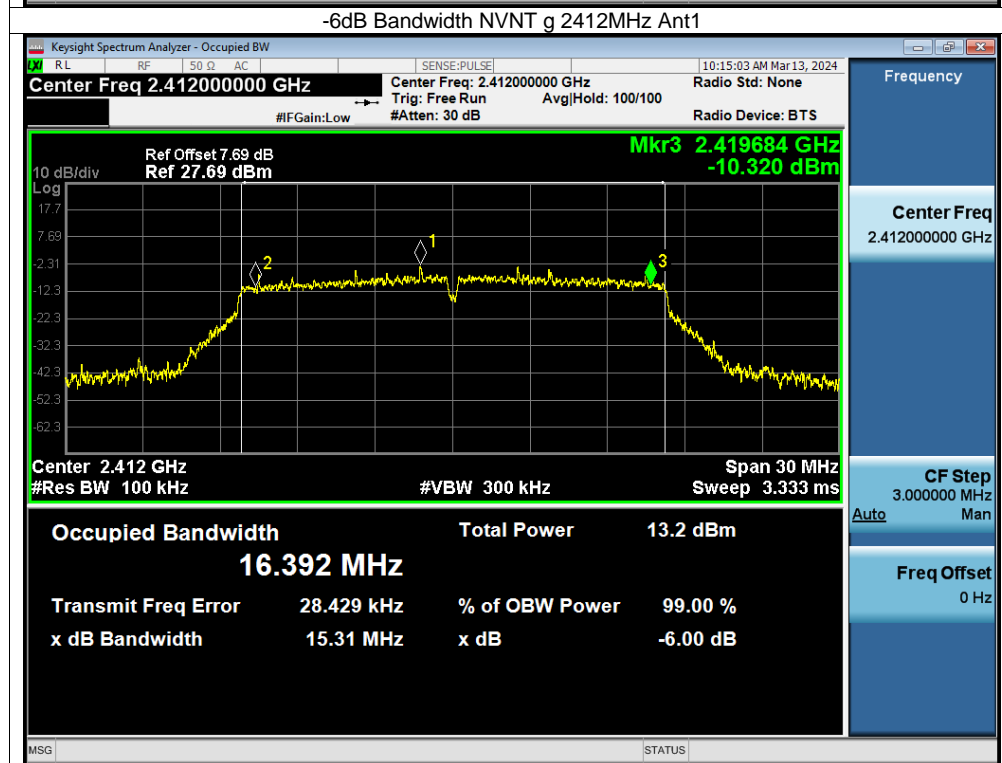 -6dB Bandwidth NVNT g 2412MHz Ant1
Keysight Spectrum Analyzer - Occupied BW
LXI RL RF 50 Ω AC SENSE:PULSE 10:15:03 AM Mar 13, 2024
Center Freq 2.412000000 GHz Center Freq: 2.412000000 GHz Radio Std: None
Trig: Free Run Avg|Hold: 100/100
#IFGain:Low #Atten: 30 dB Radio Device: BTS
Frequency
Mkr3 2.419684 GHz
-10.320 dBm
Ref Offset 7.69 dB
10 dB/div Ref 27.69 dBm
Log
17.7
7.69
-2.31
-12.3
-22.3
-32.3
-42.3
-52.3
-62.3
1
2
3
Center 2.412 GHz Span 30 MHz
#Res BW 100 kHz #VBW 300 kHz Sweep 3.333 ms
Center Freq
2.412000000 GHz
CF Step
3.000000 MHz
Auto Man
Freq Offset
0 Hz
Occupied Bandwidth Total Power 13.2 dBm
16.392 MHz
Transmit Freq Error 28.429 kHz % of OBW Power 99.00 %
x dB Bandwidth 15.31 MHz x dB -6.00 dB
MSG STATUS